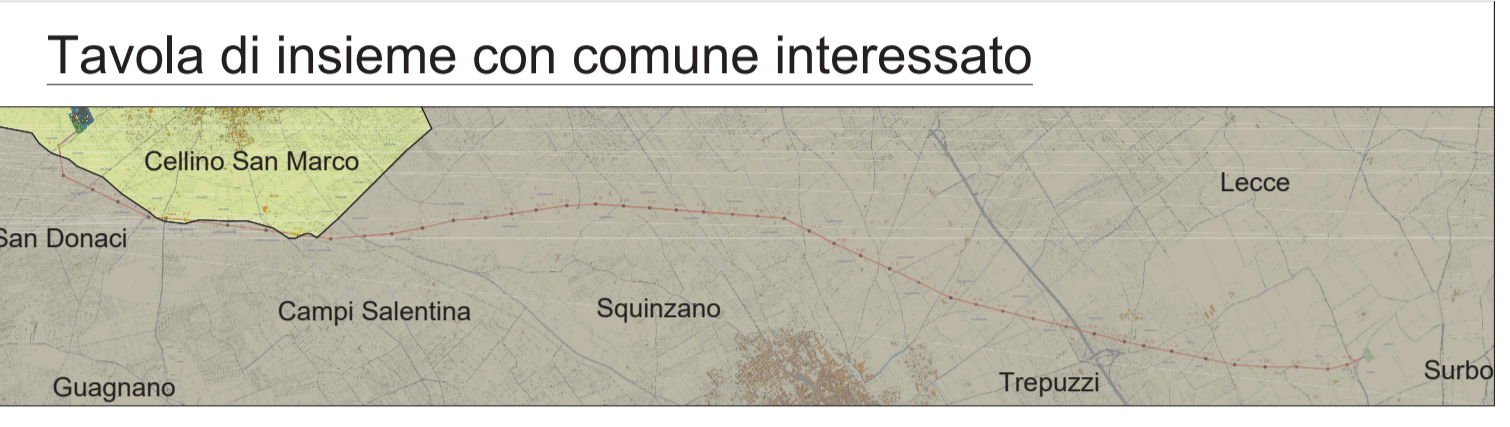 Tavola di insieme con comune interessato
Cellino San Marco
Lecce
San Donaci
Campi Salentina
Squinzano
Guagnano
Trepuzzi
Surbo